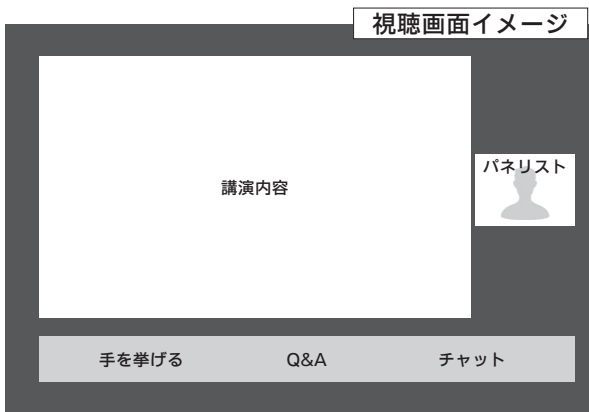 視聴画面イメージ
講演内容
パネリスト
手を挙げる
Q&A
チャット